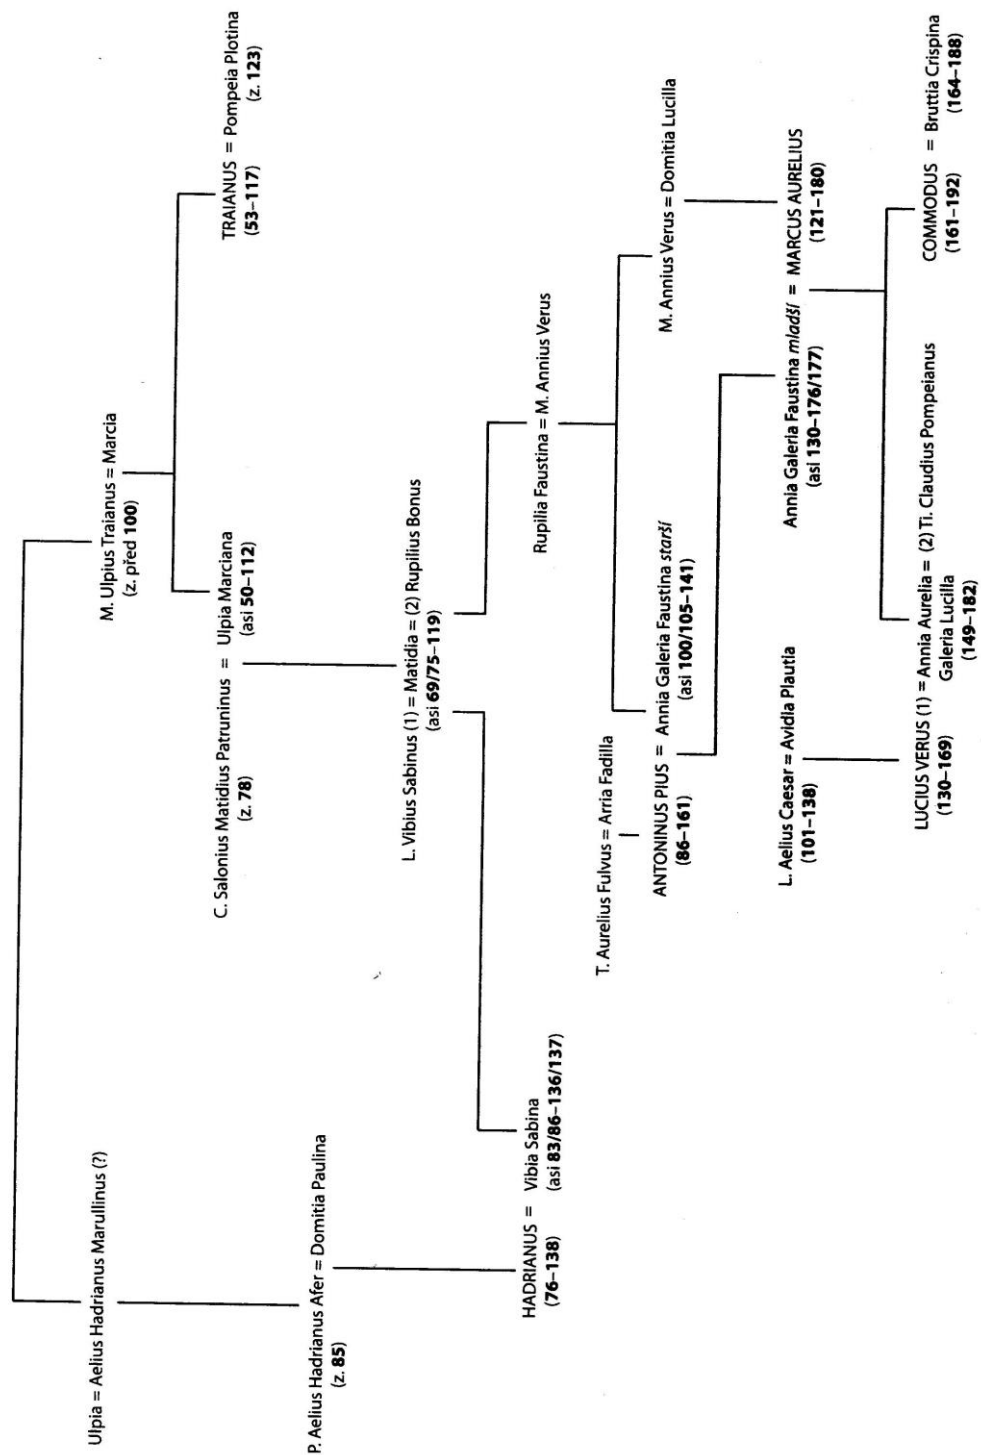 Ulpia = Aelius Hadrianus Marullinus (?)
M. Ulpius Traianus = Marcia
(z. před 100)
P. Aelius Hadrianus Afer = Domitia Paulina
(z. 85)
C. Salonius Matidius Patruninus = Ulpia Marciana
(z. 78)
(asi 50–112)
TRAIANUS = Pompeia Plotina
(53–117)
(z. 123)
L. Vibius Sabinus (1) = Matidia = (2) Rupilius Bonus
(asi 69/75–119)
HADRIANUS = Vibia Sabina
(76–138)
(asi 83/86–136/137)
Rupilia Faustina = M. Annius Verus
T. Aurelius Fulvus = Arria Fadilla
ANTONINUS PIUS = Annia Galeria Faustina starší
(86–161)
(asi 100/105–141)
M. Annius Verus = Domitia Lucilla
L. Aelius Caesar = Avidia Plautia
(101–138)
Annia Galeria Faustina mladší = MARCUS AURELIUS
(asi 130–176/177)
(121–180)
LUCIUS VERUS (1) = Annia Aurelia = (2) Ti. Claudius Pompeianus
(130–169)
Galeria Lucilla
(149–182)
COMMODUS = Bruttia Crispina
(161–192)
(164–188)